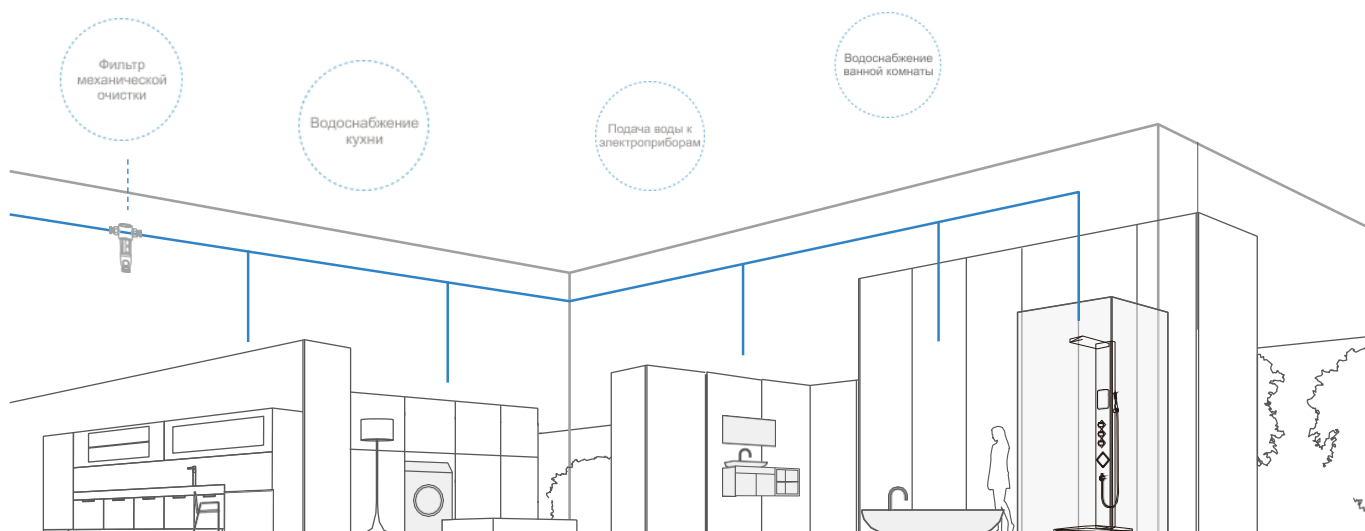 Фильтр
механической
очистки
Водоснабжение
кухни
Подача воды к
электроприборам
Водоснабжение
ванной комнаты